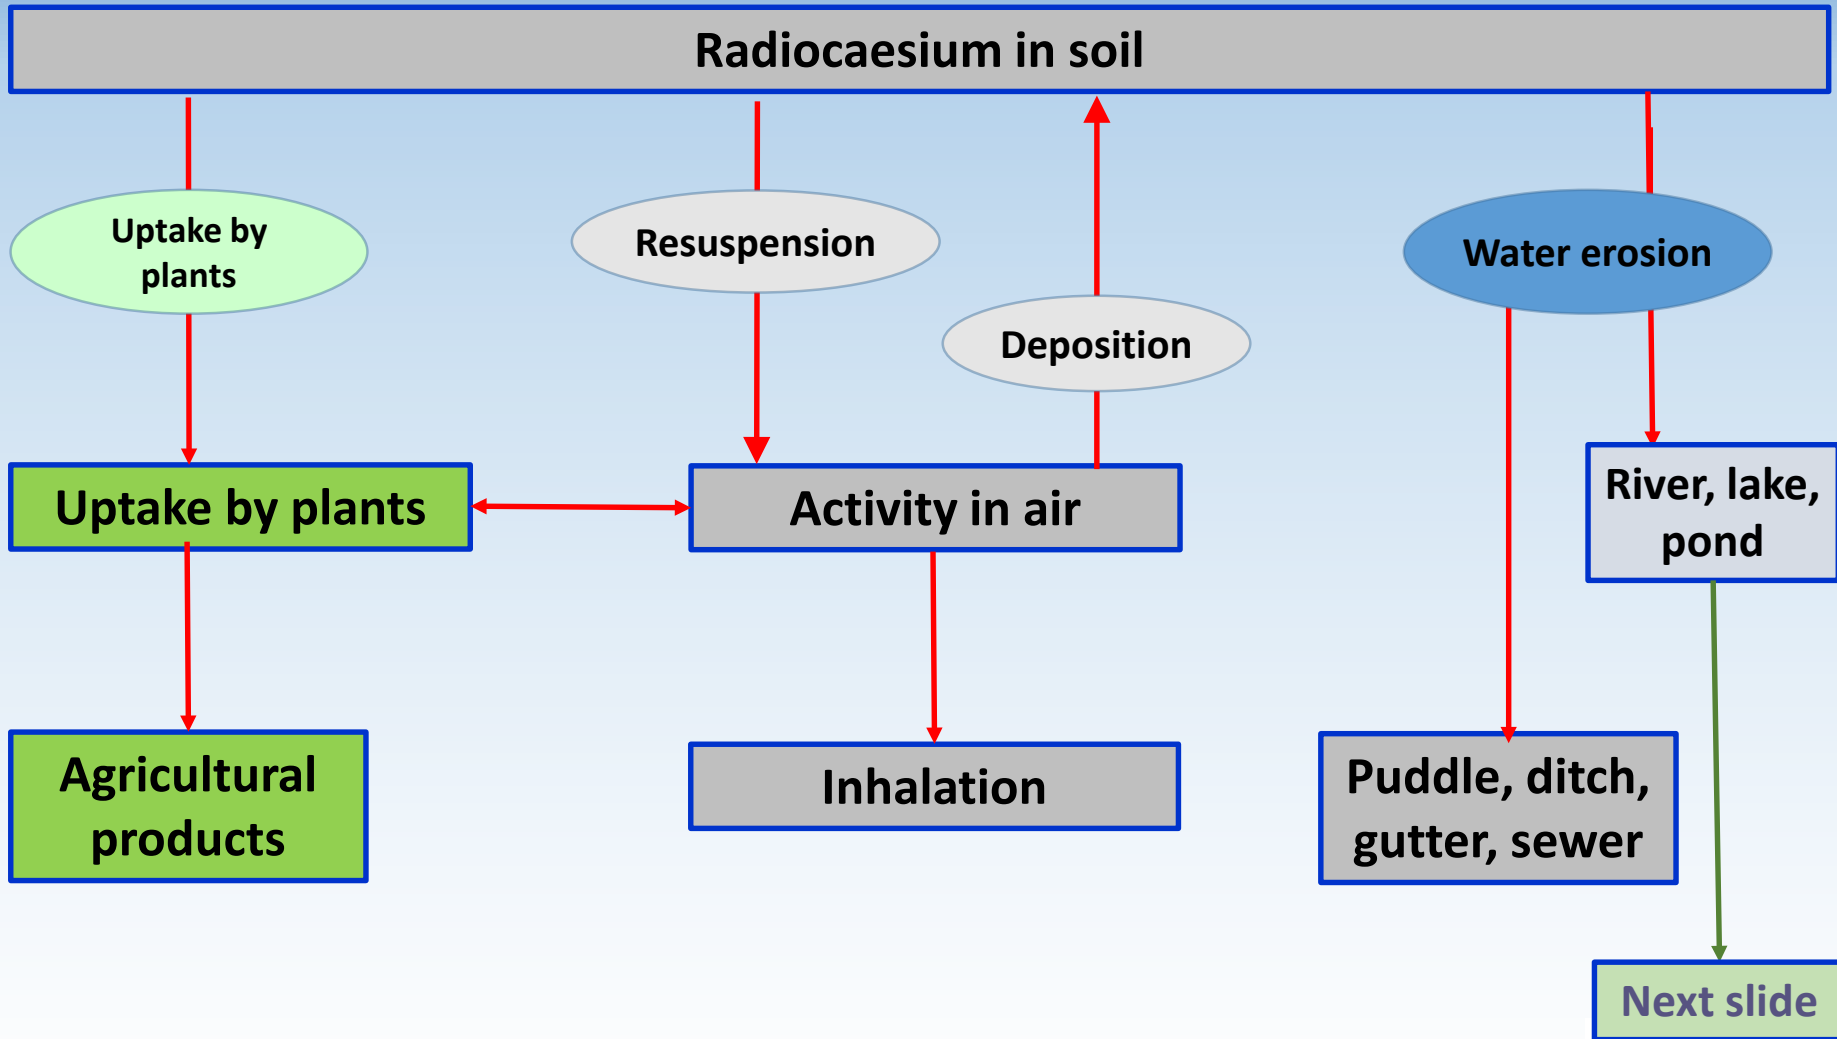 Radiocaesium in soil
Uptake by
plants
Resuspension
Water erosion
Deposition
Uptake by plants
Activity in air
River, lake,
pond
Agricultural
products
Inhalation
Puddle, ditch,
gutter, sewer
Next slide